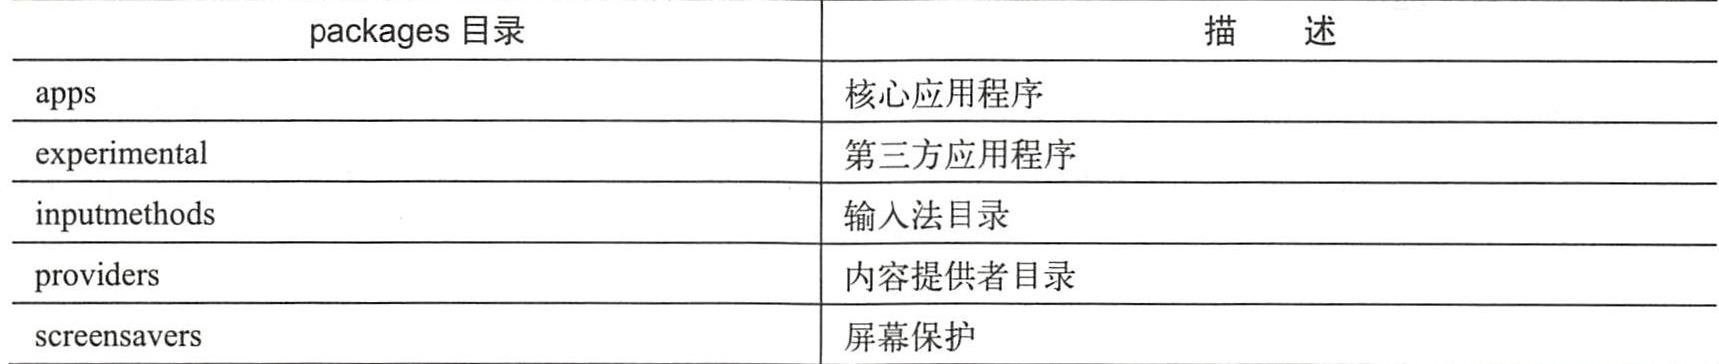 packages 目录 描 述
apps 核心应用程序
experimental 第三方应用程序
inputmethods 输入法目录
providers 内容提供者目录
screensavers 屏幕保护